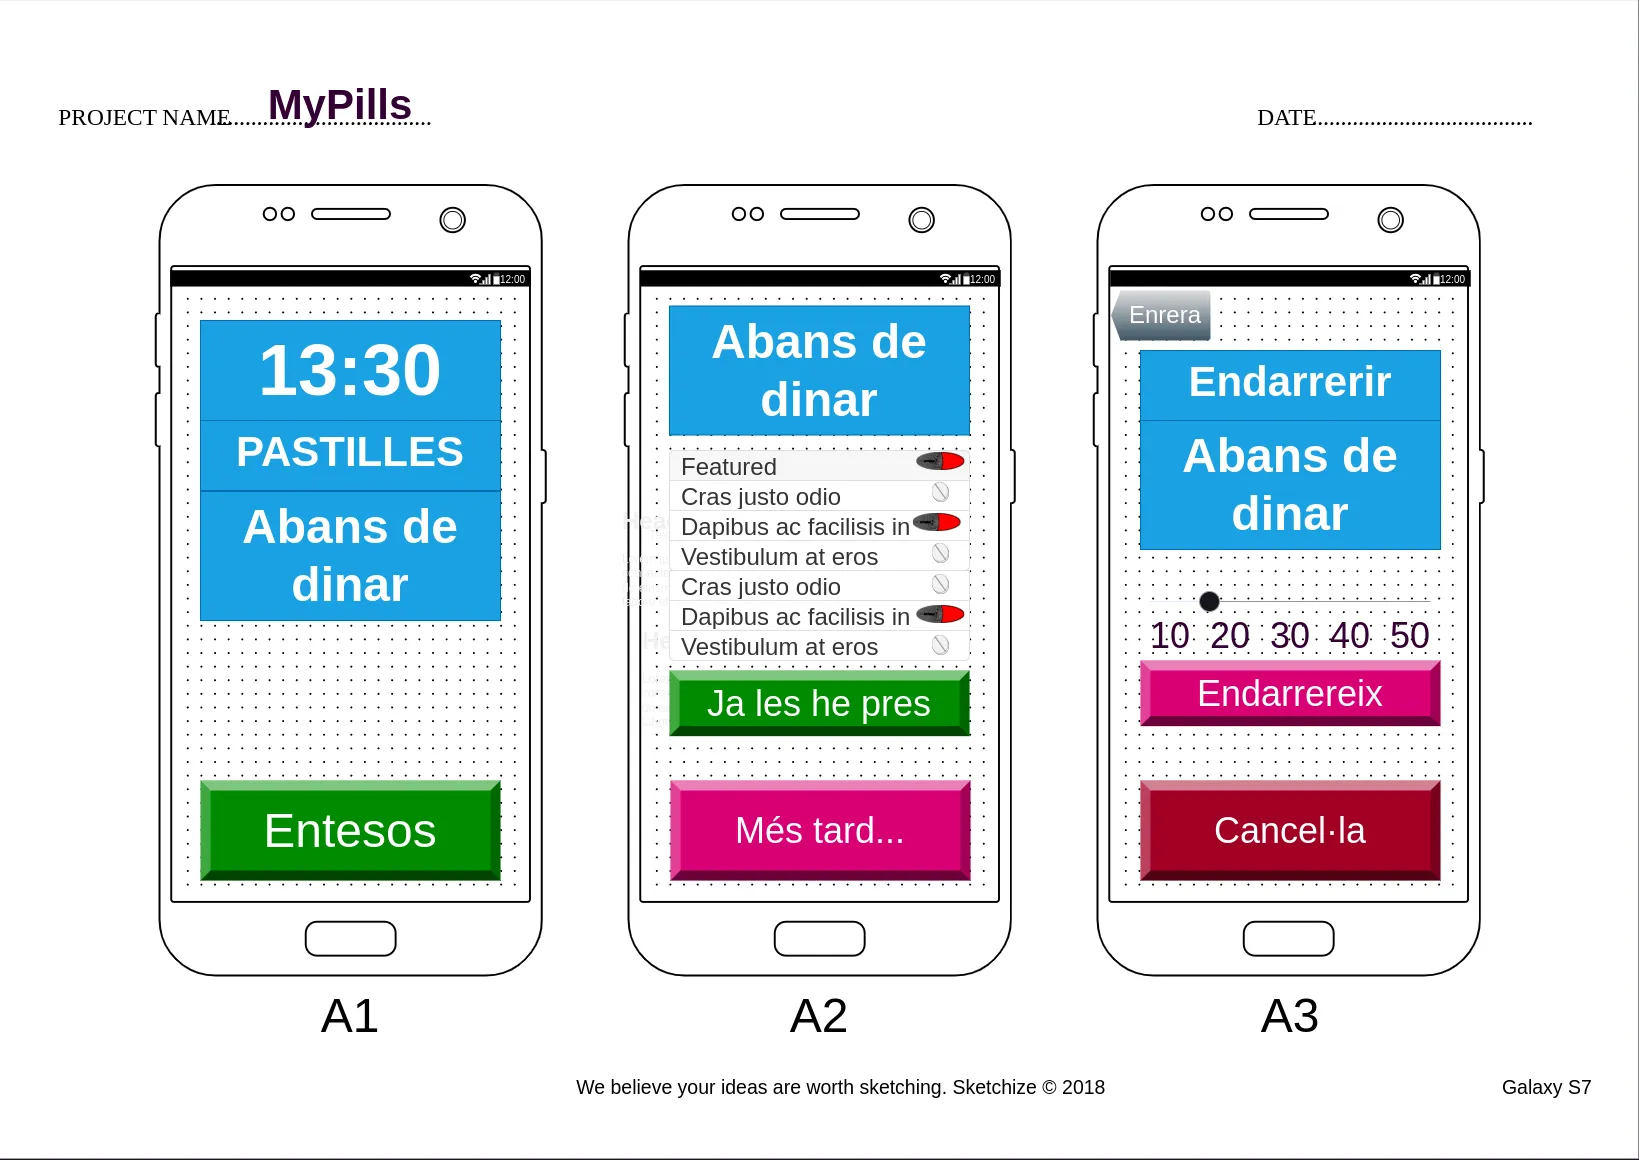 PROJECT NAME.................................... MyPills
DATE.....................................
12:00
13:30
PASTILLES
Abans de
dinar
Entesos
A1
12:00
Abans de
dinar
Featured
Cras justo odio
Dapibus ac facilisis in
Vestibulum at eros
Cras justo odio
Dapibus ac facilisis in
Vestibulum at eros
Ja les he pres
Més tard...
A2
12:00
Enrera
Endarrerir
Abans de
dinar
10 20 30 40 50
Endarrereix
Cancel·la
A3
We believe your ideas are worth sketching. Sketchize © 2018
Galaxy S7